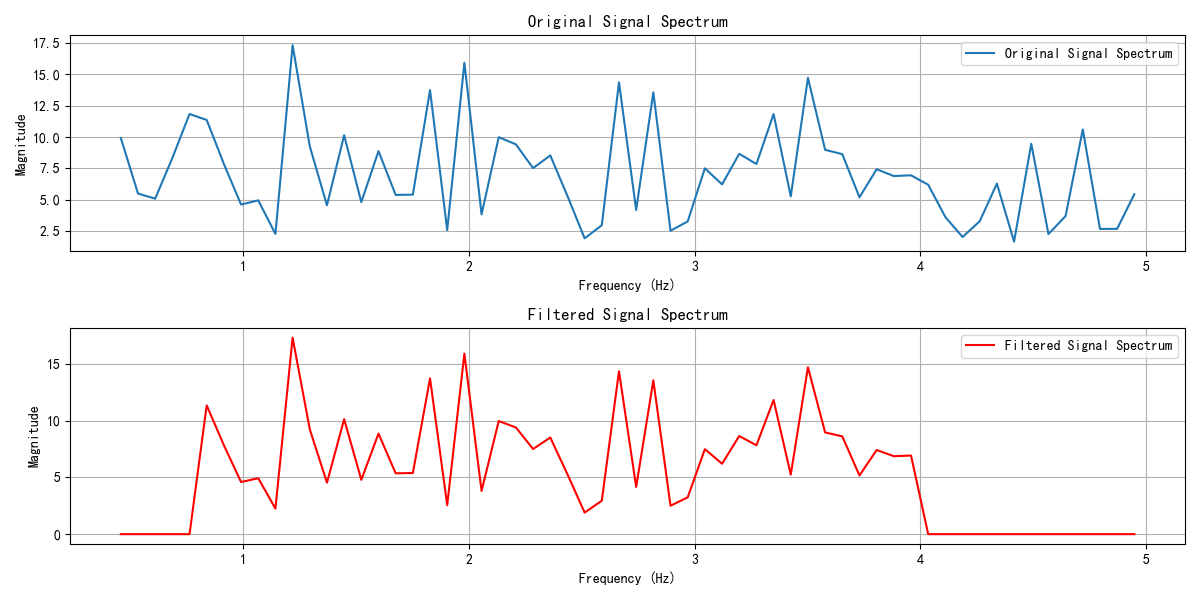 Original Signal Spectrum
17.5
15.0
12.5
10.0
7.5
5.0
2.5
Magnitude
Original Signal Spectrum
1 2 3 4 5
Frequency (Hz)
Filtered Signal Spectrum
15
10
5
0
Magnitude
Filtered Signal Spectrum
1 2 3 4 5
Frequency (Hz)